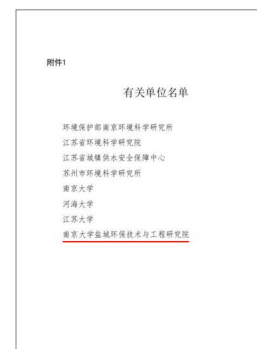 附件1
有关单位名单
环境保护部南京环境科学研究所
江苏省环境科学研究院
江苏省城镇供水安全保障中心
苏州市环境科学研究所
南京大学
河海大学
江苏大学
南京大学盐城环保技术与工程研究院